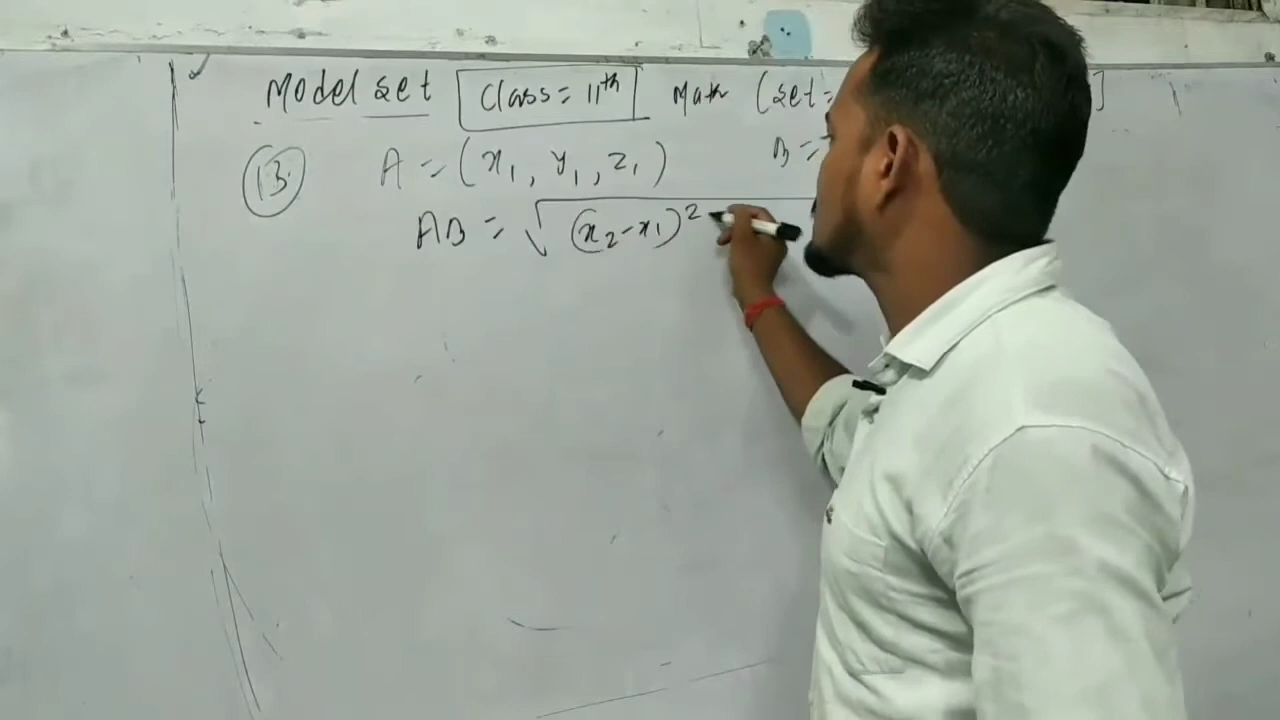 Model set Class = 11th Math (set =
13 A = (x₁, y₁, z₁) B =
AB = √(x₂-x₁)²